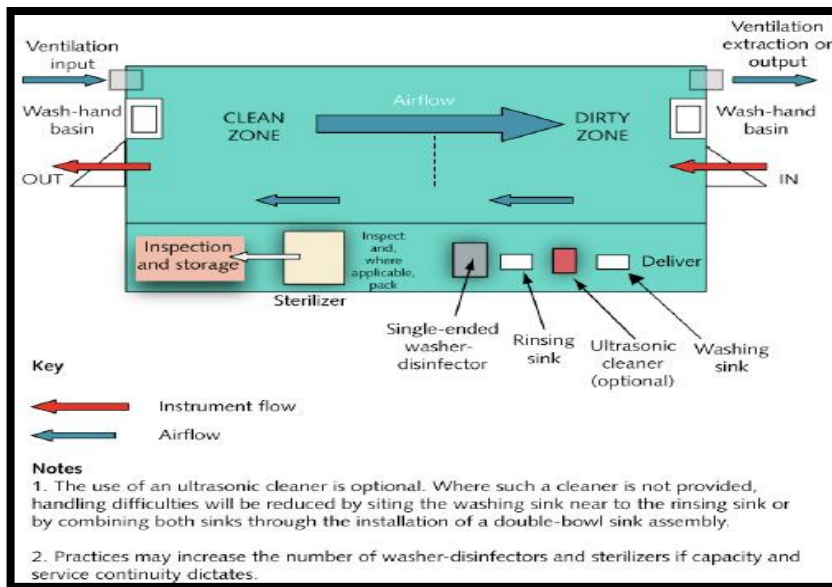 Ventilation
input
Ventilation
extraction or
output
Airflow
Wash-hand
basin
CLEAN
ZONE
DIRTY
ZONE
Wash-hand
basin
OUT
IN
Inspection
and storage
Sterilizer
Inspect
and,
where
applicable,
pack
Deliver
Single-ended
washer-
disinfector
Rinsing
sink
Ultrasonic
cleaner
(optional)
Washing
sink
Key
Instrument flow
Airflow
Notes
1. The use of an ultrasonic cleaner is optional. Where such a cleaner is not provided,
handling difficulties will be reduced by siting the washing sink near to the rinsing sink or
by combining both sinks through the installation of a double-bowl sink assembly.
2. Practices may increase the number of washer-disinfectors and sterilizers if capacity and
service continuity dictates.